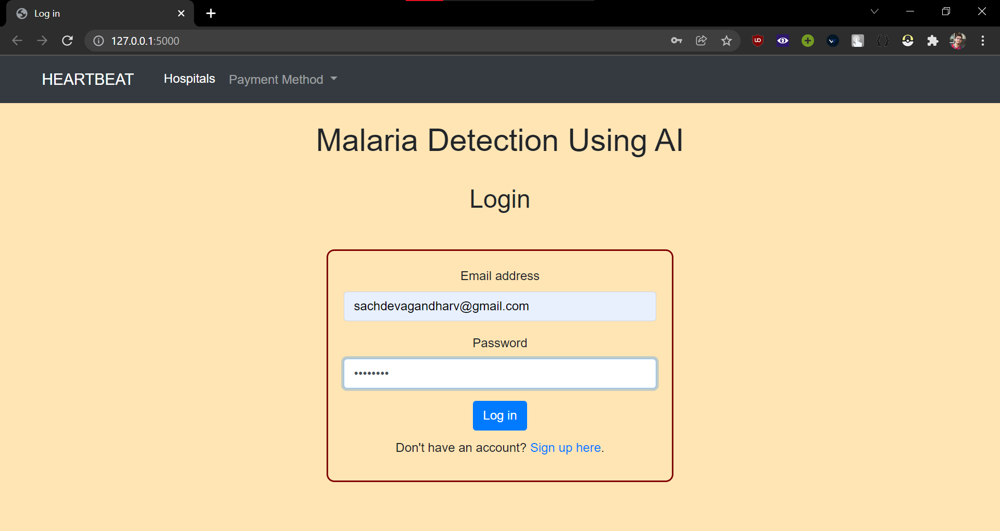 Log in
127.0.0.1:5000
HEARTBEAT Hospitals Payment Method
Malaria Detection Using AI
Login
Email address
sachdevagandharv@gmail.com
Password
••••••••
Log in
Don't have an account? Sign up here.